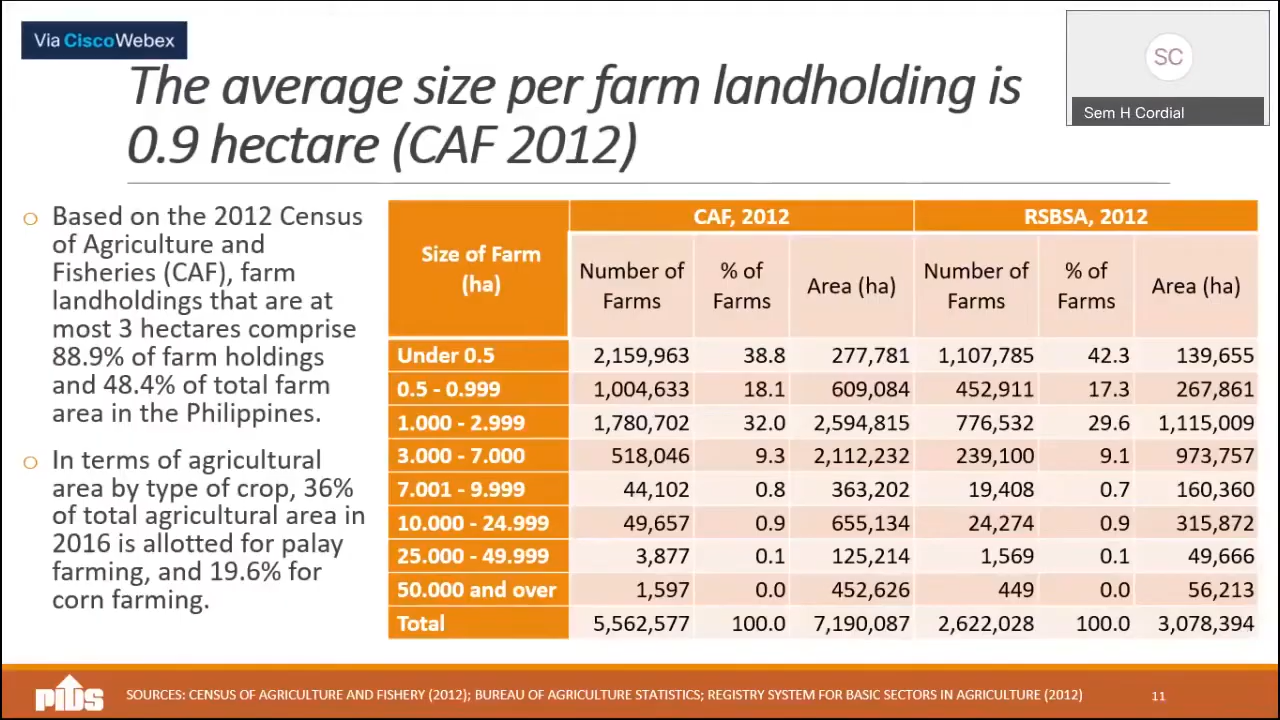 Via CiscoWebex
SC
Sem H Cordial
The average size per farm landholding is
0.9 hectare (CAF 2012)
o Based on the 2012 Census
of Agriculture and
Fisheries (CAF), farm
landholdings that are at
most 3 hectares comprise
88.9% of farm holdings
and 48.4% of total farm
area in the Philippines.
o In terms of agricultural
area by type of crop, 36%
of total agricultural area in
2016 is allotted for palay
farming, and 19.6% for
corn farming.
Size of Farm
(ha)
CAF, 2012 RSBSA, 2012
Number of % of Area (ha) Number of % of Area (ha)
Farms Farms Farms Farms
Under 0.5 2,159,963 38.8 277,781 1,107,785 42.3 139,655
0.5 - 0.999 1,004,633 18.1 609,084 452,911 17.3 267,861
1.000 - 2.999 1,780,702 32.0 2,594,815 776,532 29.6 1,115,009
3.000 - 7.000 518,046 9.3 2,112,232 239,100 9.1 973,757
7.001 - 9.999 44,102 0.8 363,202 19,408 0.7 160,360
10.000 - 24.999 49,657 0.9 655,134 24,274 0.9 315,872
25.000 - 49.999 3,877 0.1 125,214 1,569 0.1 49,666
50.000 and over 1,597 0.0 452,626 449 0.0 56,213
Total 5,562,577 100.0 7,190,087 2,622,028 100.0 3,078,394
PIDS
SOURCES: CENSUS OF AGRICULTURE AND FISHERY (2012); BUREAU OF AGRICULTURE STATISTICS; REGISTRY SYSTEM FOR BASIC SECTORS IN AGRICULTURE (2012)
11